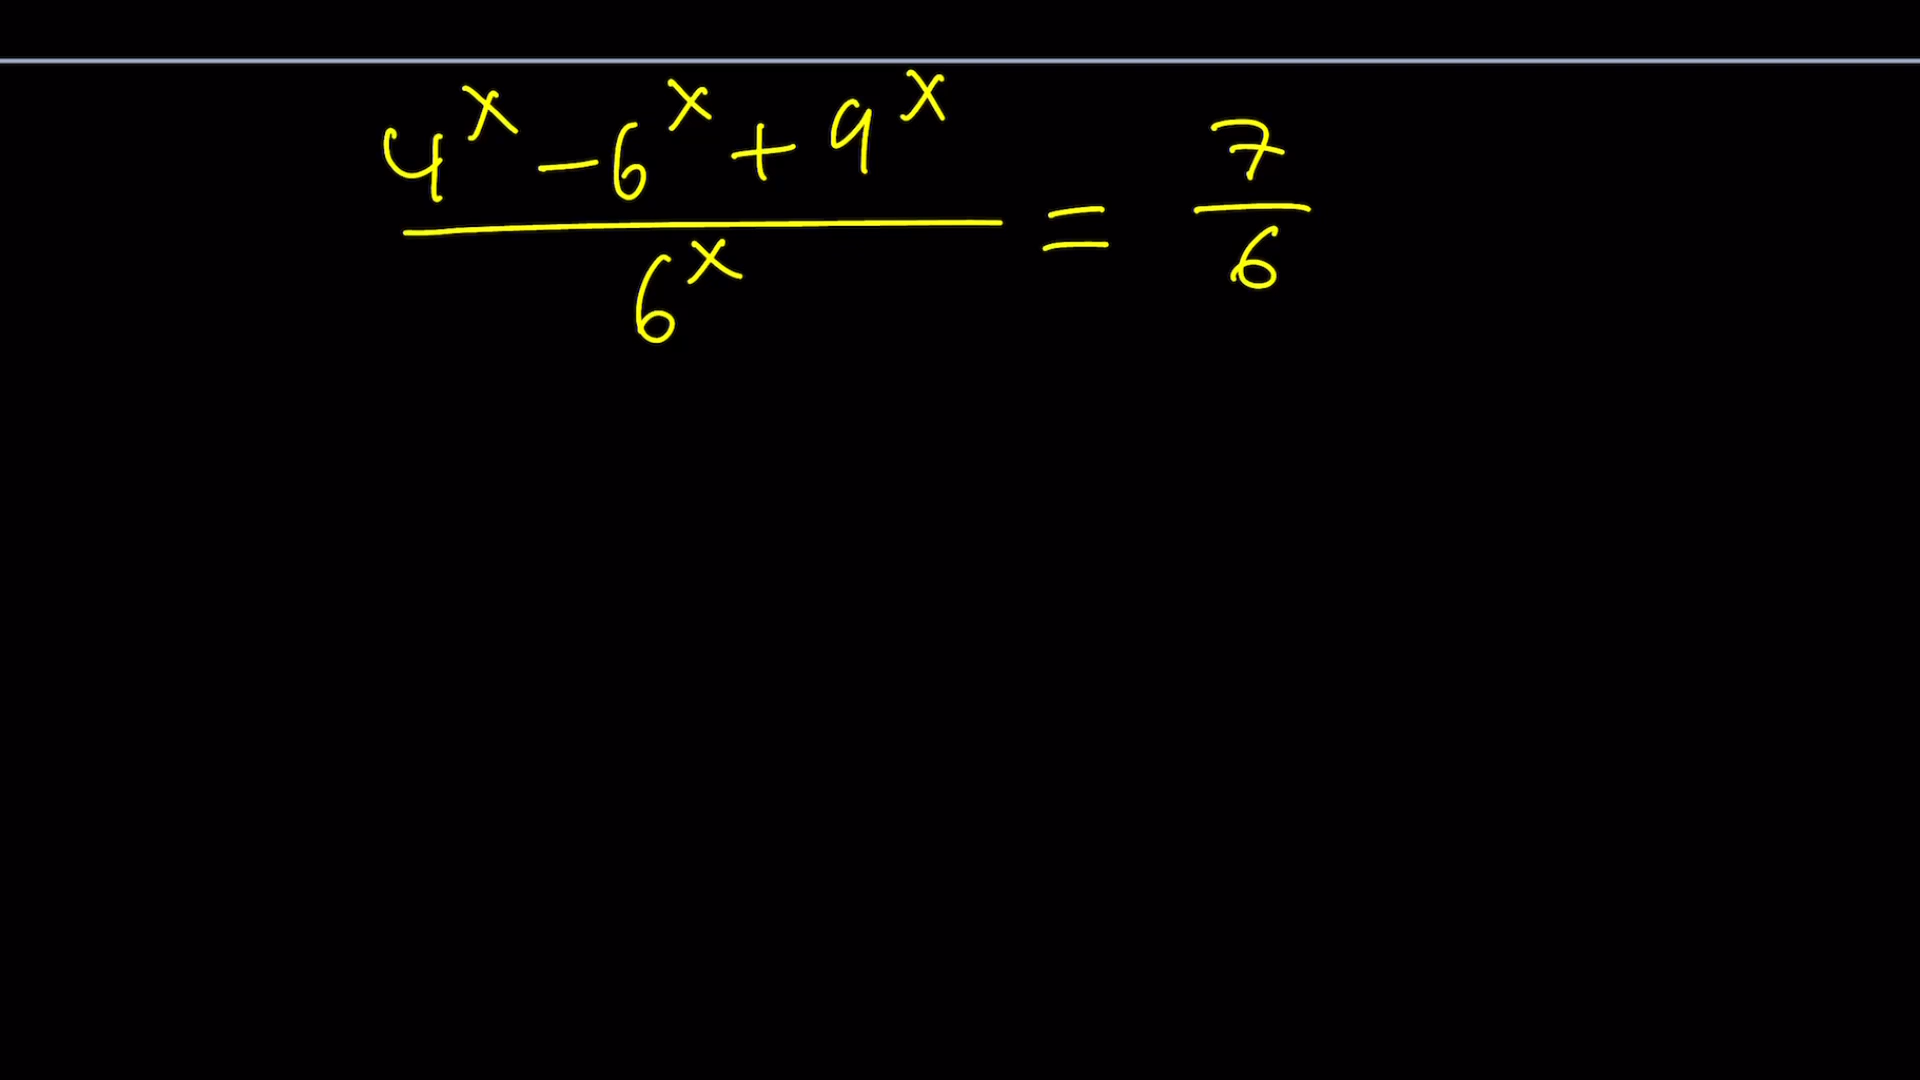 4^x - 6^x + 9^x
———————— = 7/6
6^x